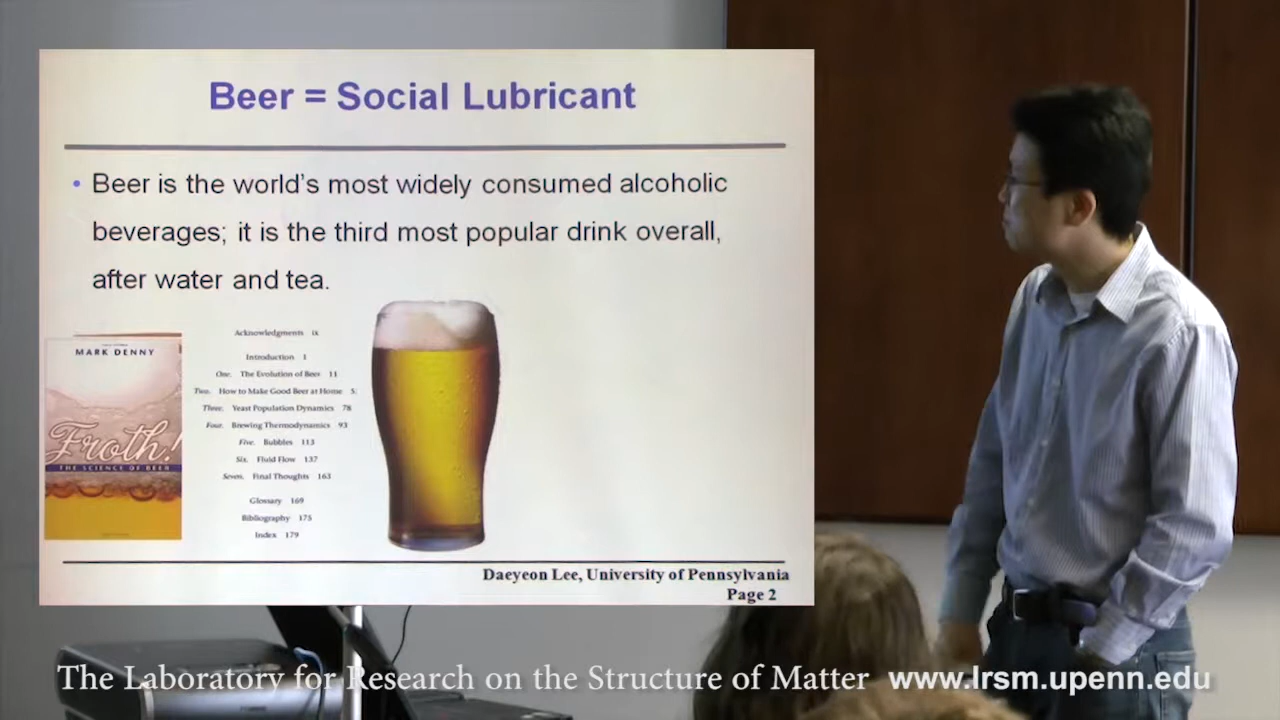 Beer = Social Lubricant
• Beer is the world's most widely consumed alcoholic
beverages; it is the third most popular drink overall,
after water and tea.
MARK DENNY
Froth!
THE SCIENCE OF BEER
Acknowledgments ix
Introduction 1
One. The Evolution of Beer 11
Two. How to Make Good Beer at Home 5
Three. Yeast Population Dynamics 78
Four. Brewing Thermodynamics 93
Five. Bubbles 113
Six. Fluid Flow 137
Seven. Final Thoughts 163
Glossary 169
Bibliography 175
Index 179
Daeyeon Lee, University of Pennsylvania
Page 2
The Laboratory for Research on the Structure of Matter www.lrsm.upenn.edu